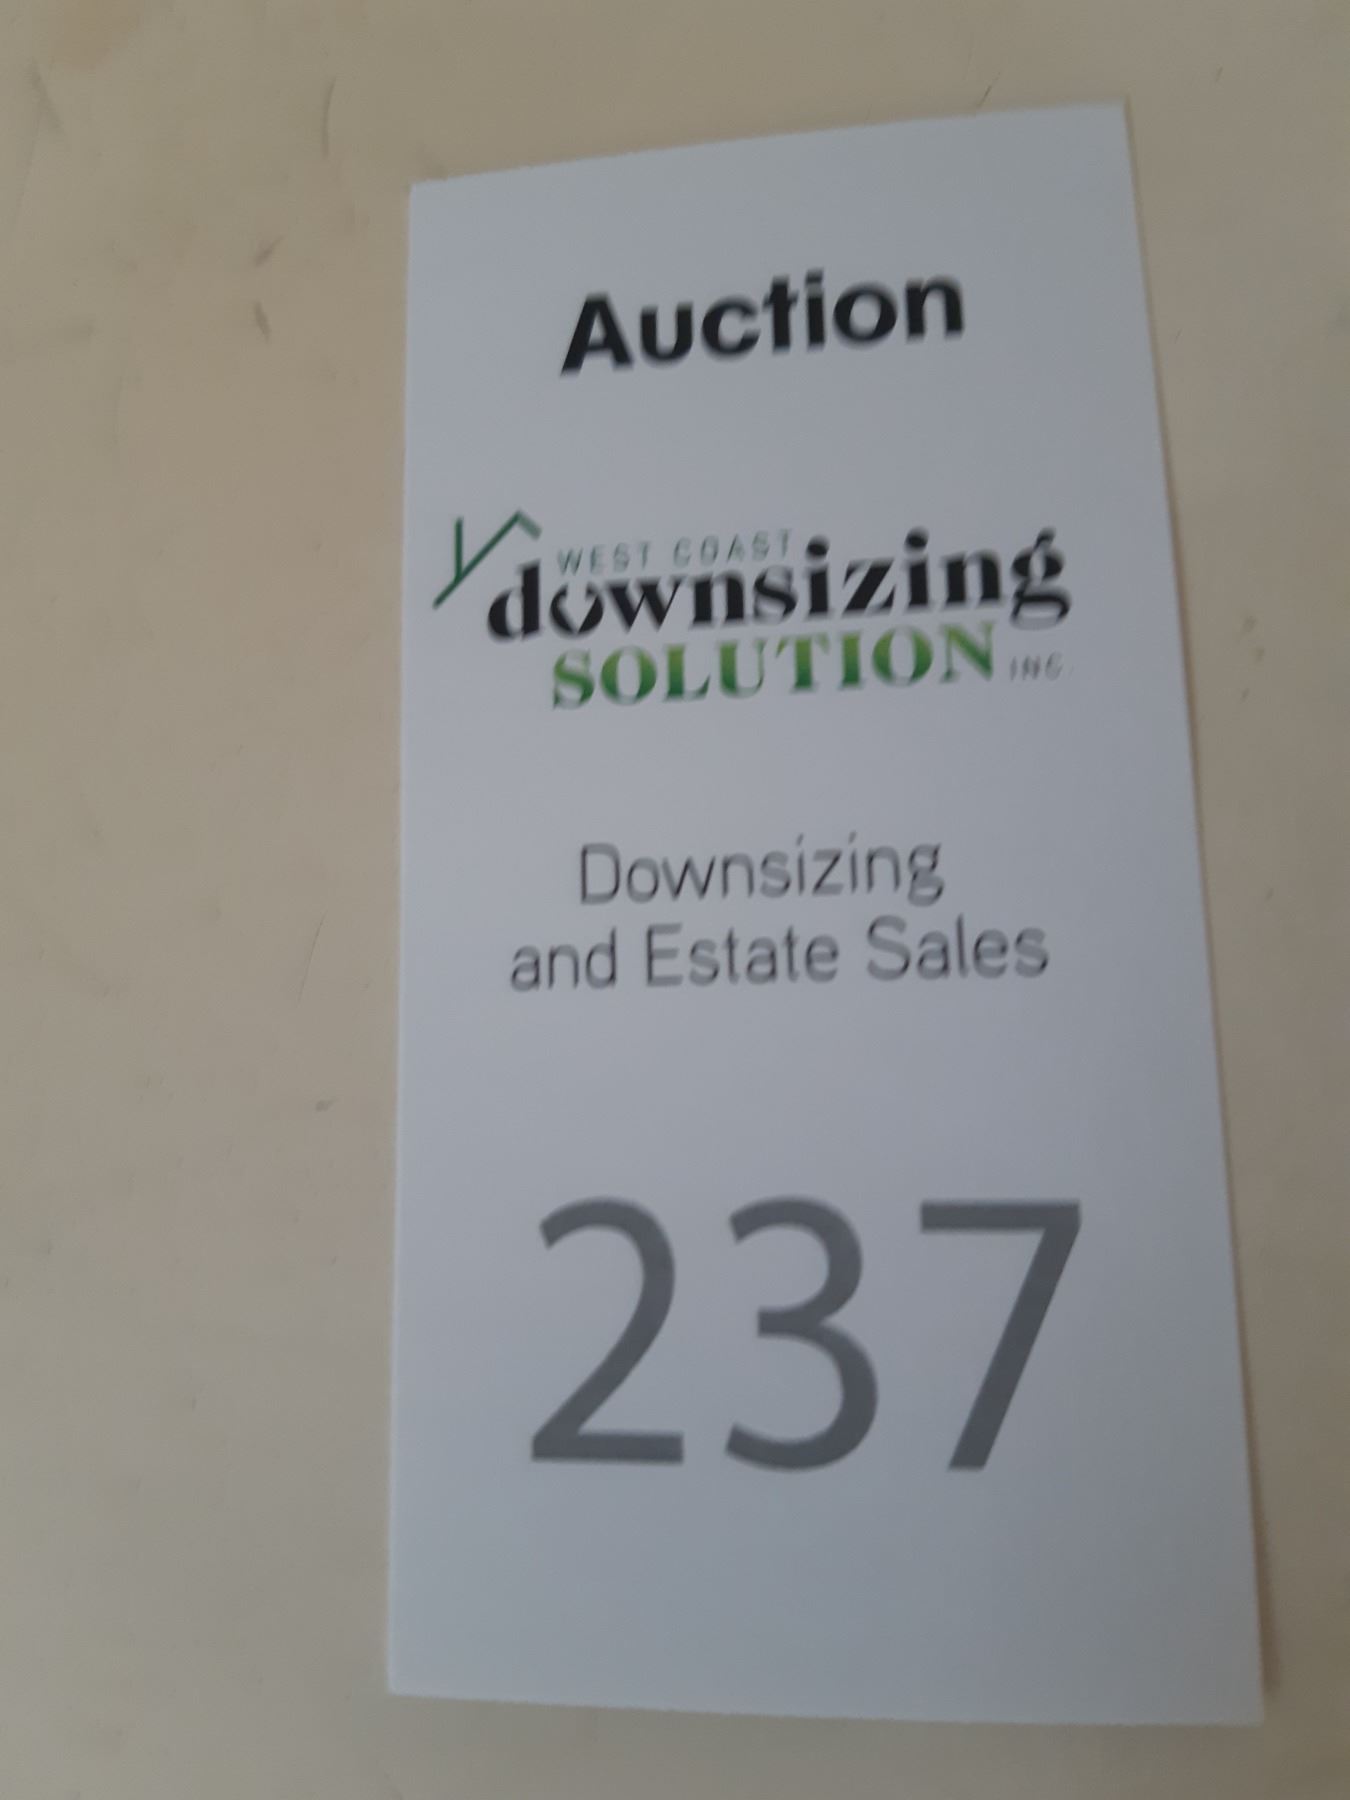 Auction
WEST COAST
downsizing
SOLUTION INC.
Downsizing
and Estate Sales
237